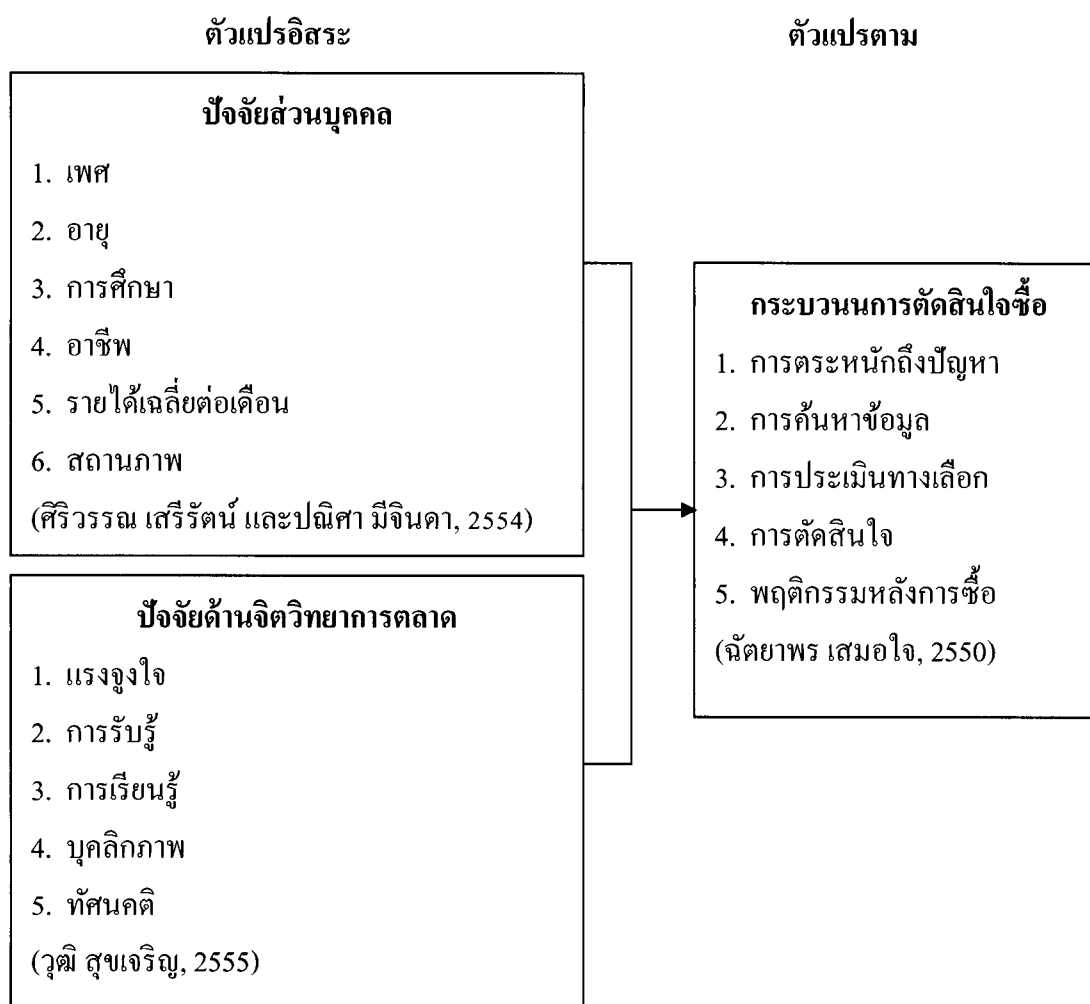 ตัวแปรอิสระ
ตัวแปรตาม
ปัจจัยส่วนบุคคล
1. เพศ
2. อายุ
3. การศึกษา
4. อาชีพ
5. รายได้เฉลี่ยต่อเดือน
6. สถานภาพ
(ศิริวรรณ เสรีรัตน์ และปณิศา มีจินดา, 2554)
ปัจจัยด้านจิตวิทยาการตลาด
1. แรงจูงใจ
2. การรับรู้
3. การเรียนรู้
4. บุคลิกภาพ
5. ทัศนคติ
(วุฒิ สุขเจริญ, 2555)
กระบวนนการตัดสินใจซื้อ
1. การตระหนักถึงปัญหา
2. การค้นหาข้อมูล
3. การประเมินทางเลือก
4. การตัดสินใจ
5. พฤติกรรมหลังการซื้อ
(ฉัตยาพร เสมอใจ, 2550)